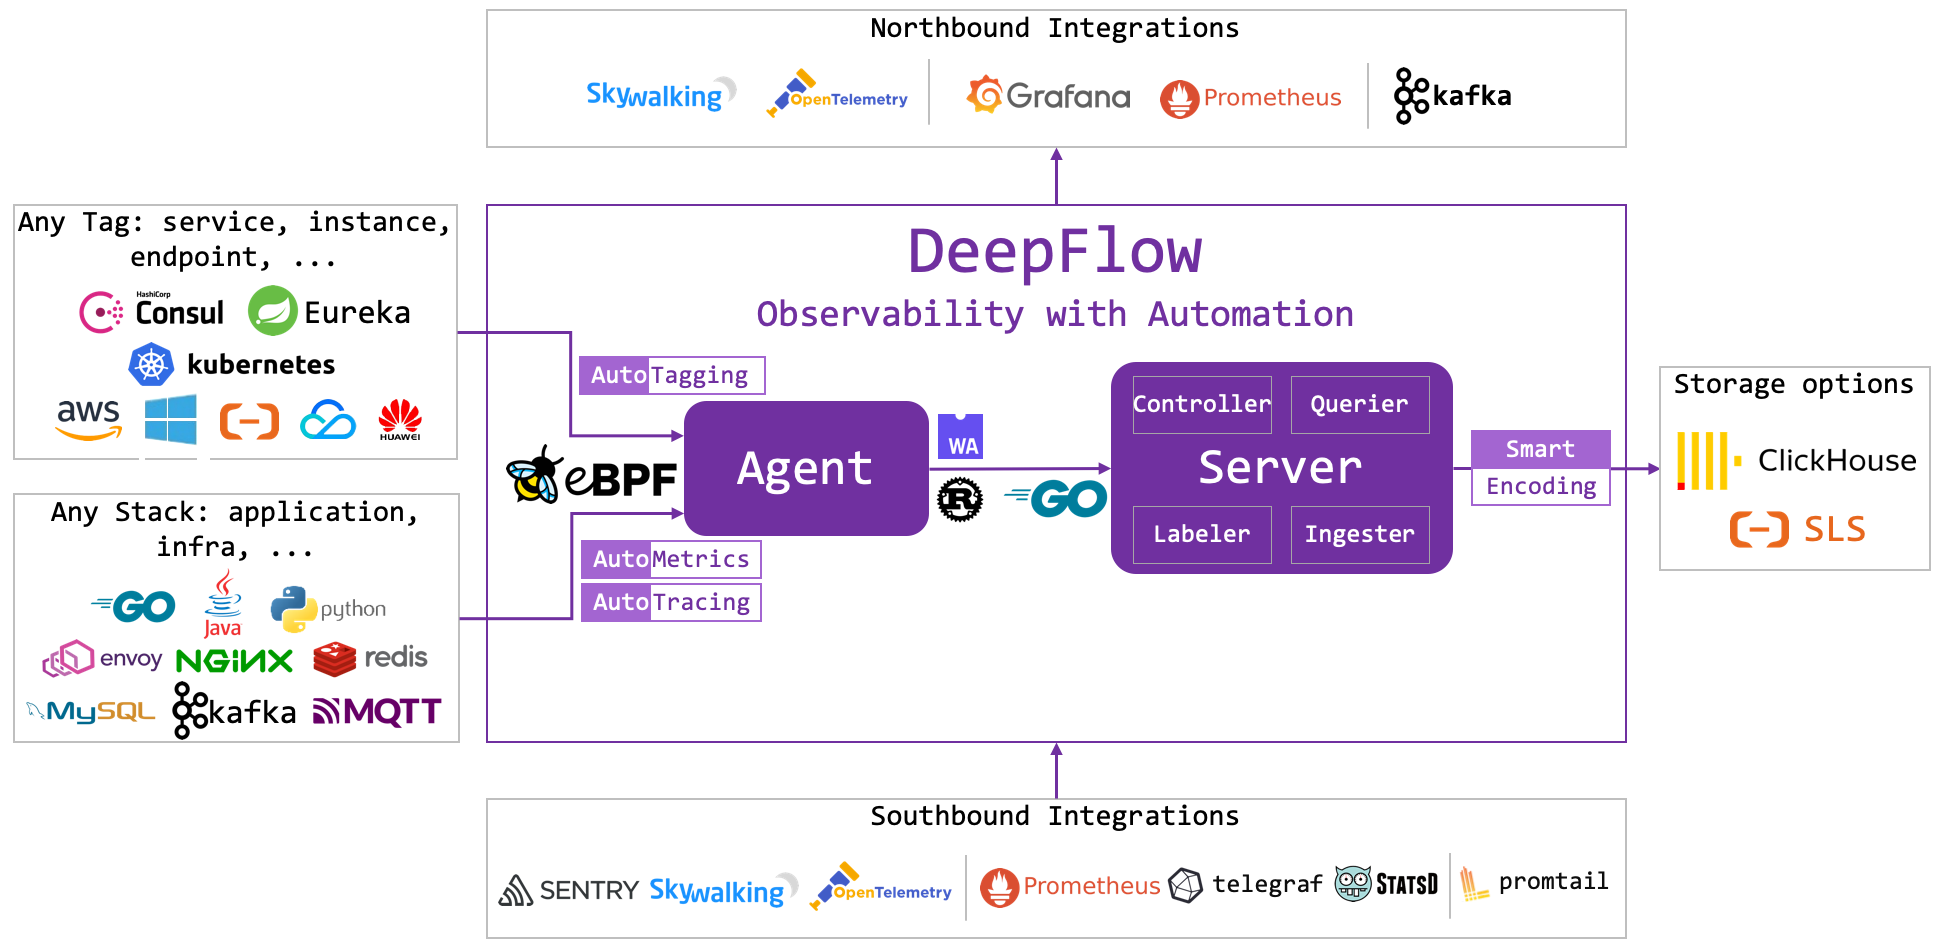 Northbound Integrations
Skywalking OpenTelemetry Grafana Prometheus kafka
Any Tag: service, instance,
endpoint, ...
HashiCorp
Consul Eureka
kubernetes
aws HUAWEI
Any Stack: application,
infra, ...
GO Java python
envoy NGINX redis
MySQL kafka MQTT
DeepFlow
Observability with Automation
AutoTagging
eBPF
Agent
AutoMetrics
AutoTracing
WA
R
GO
Controller Querier
Server
Labeler Ingester
Smart
Encoding
Storage options
ClickHouse
SLS
Southbound Integrations
SENTRY Skywalking OpenTelemetry Prometheus telegraf STATSD promtail